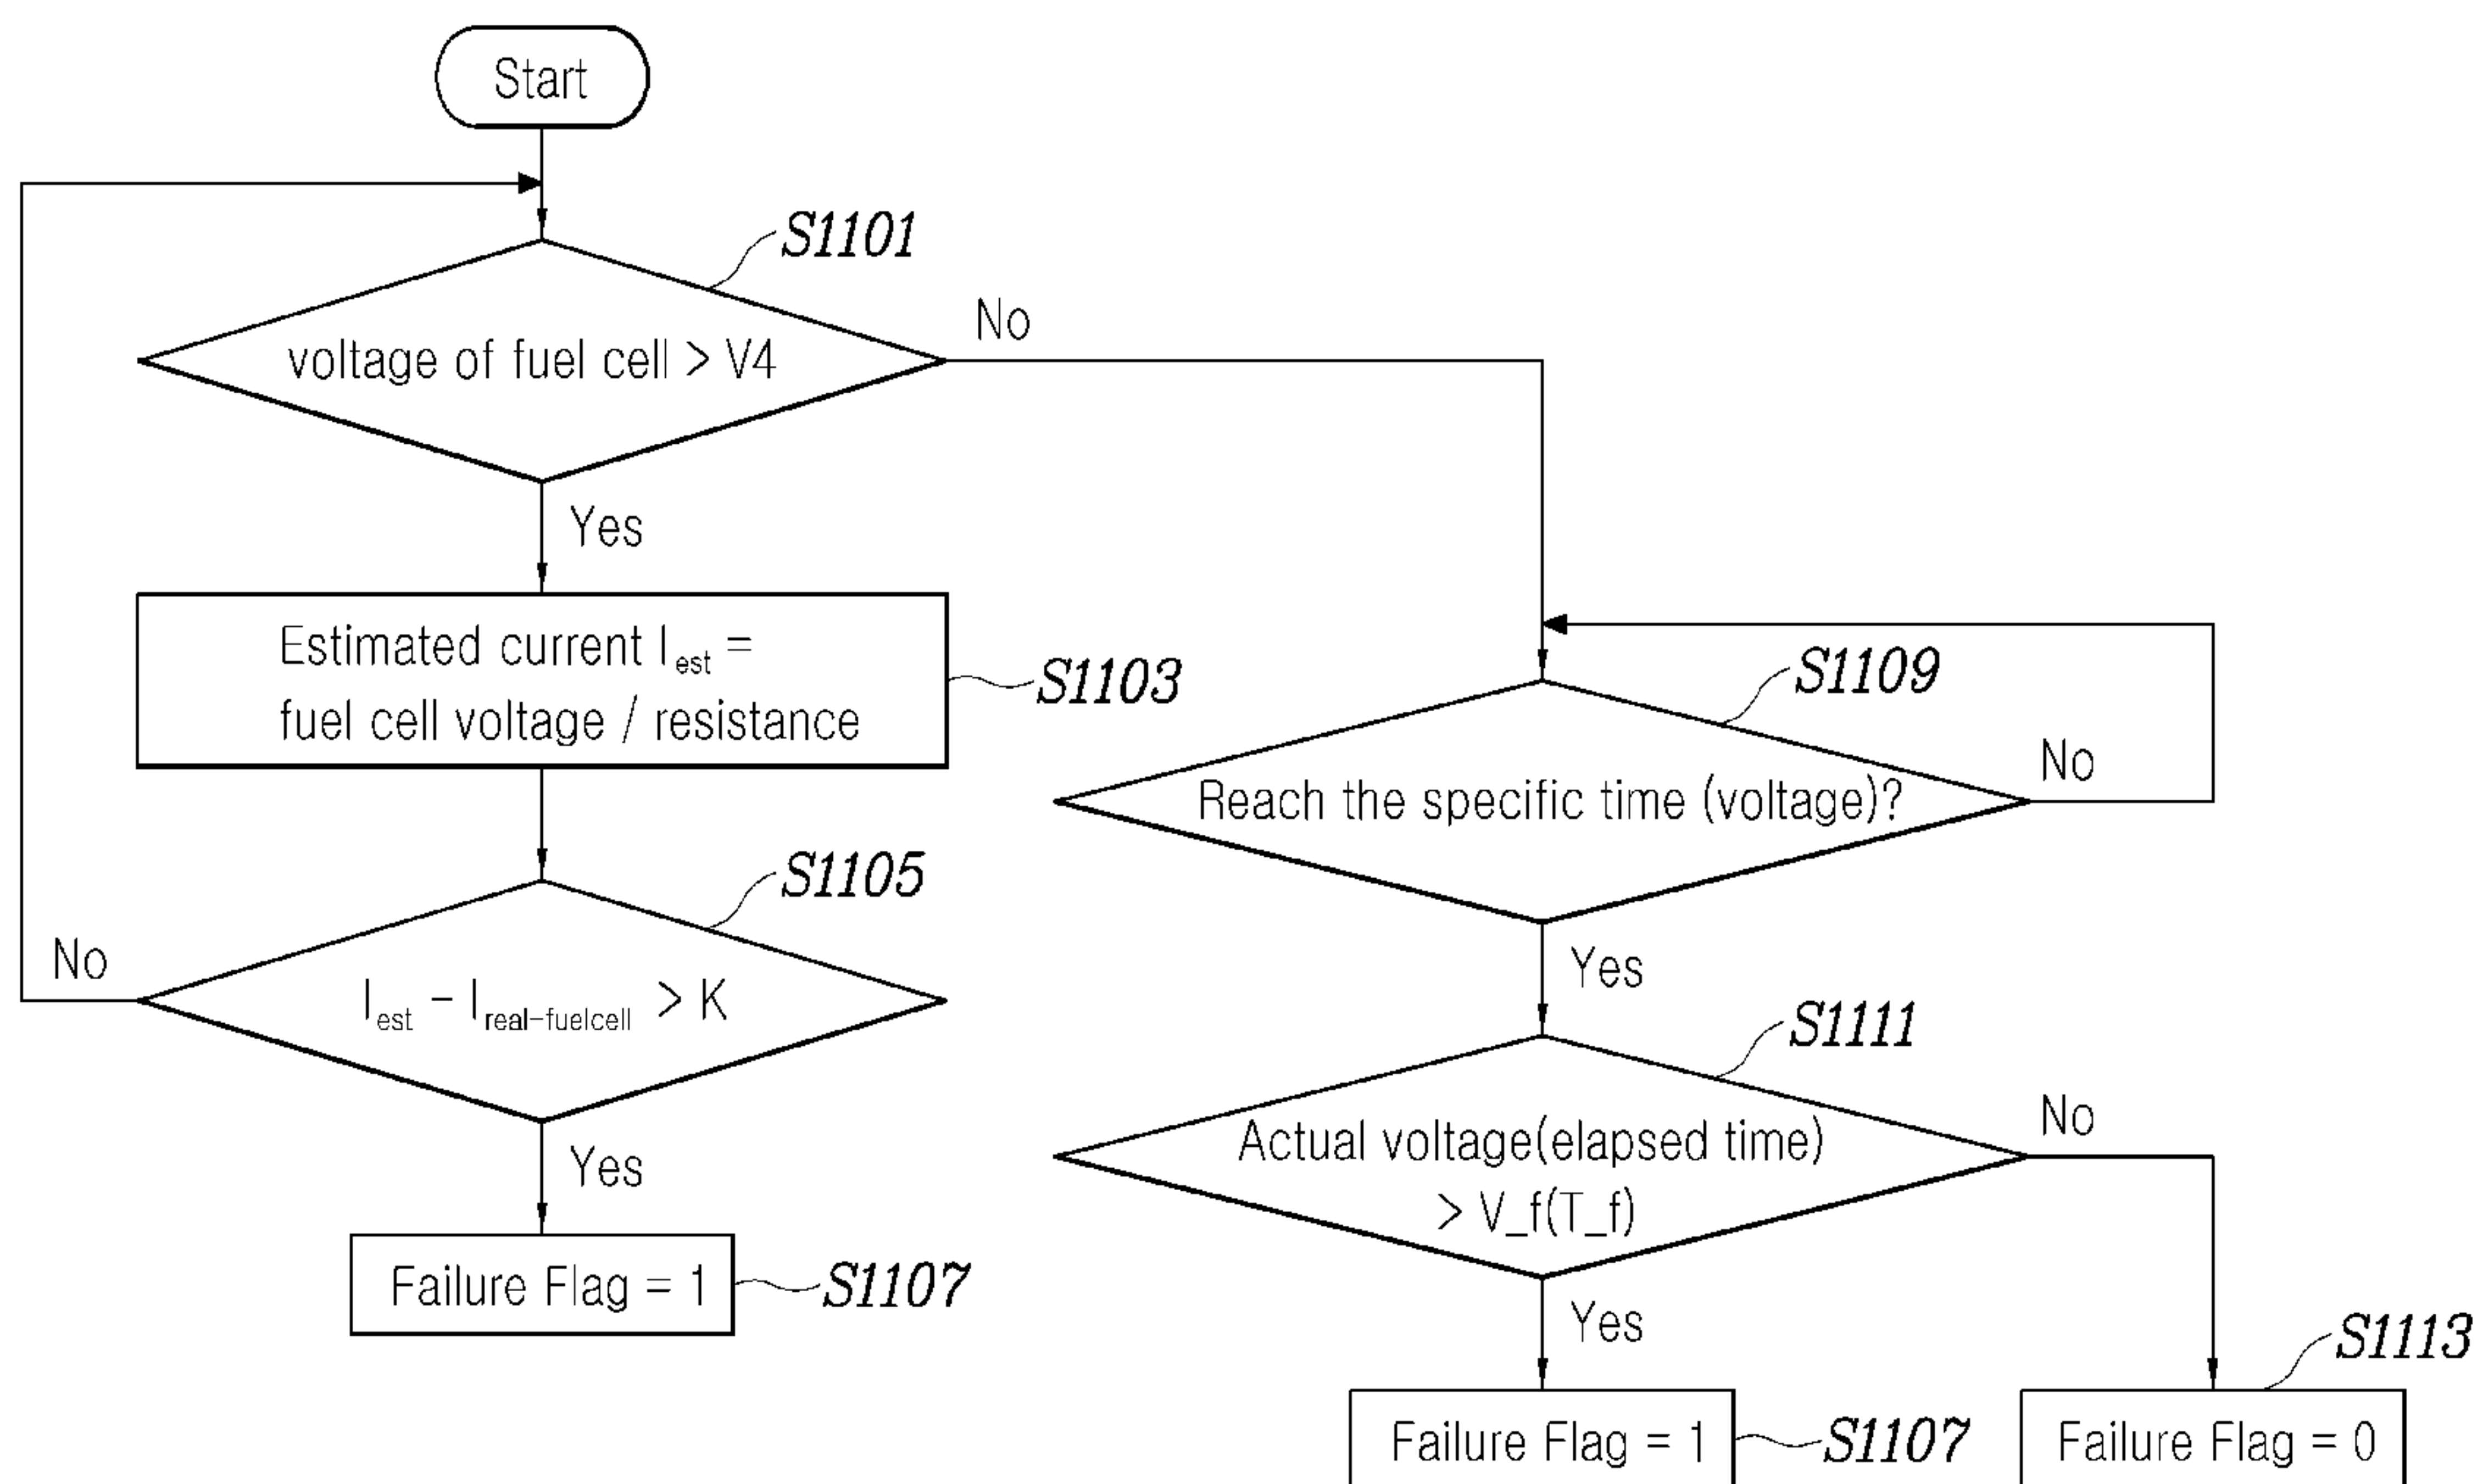 Start
S1101
voltage of fuel cell > V4
No
Yes
Estimated current I_est =
fuel cell voltage / resistance
S1103
S1109
No
Reach the specific time (voltage)?
S1105
No
I_est - I_real-fuelcell > K
Yes
S1111
No
Actual voltage(elapsed time)
> V_f(T_f)
Yes
Failure Flag = 1
S1107
Yes
S1113
Failure Flag = 1
S1107
Failure Flag = 0